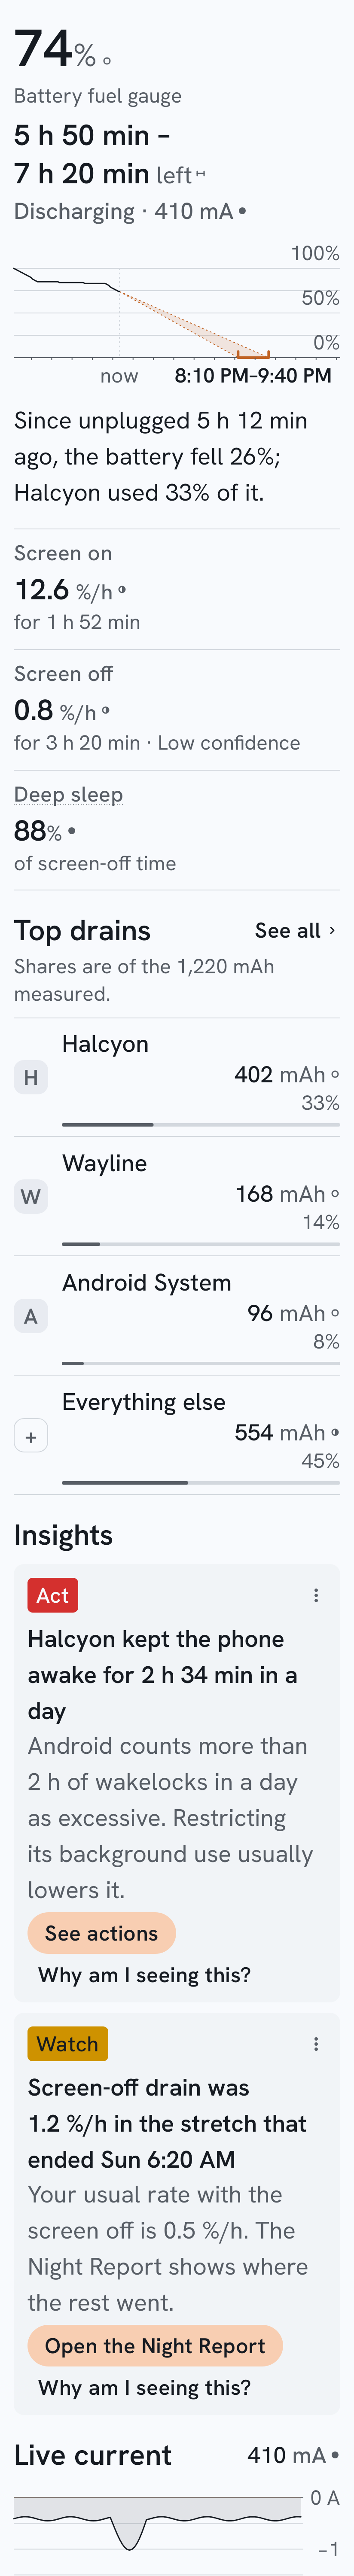 74%
Battery fuel gauge
5 h 50 min –
7 h 20 min left
Discharging · 410 mA
100%
50%
0%
now 8:10 PM–9:40 PM
Since unplugged 5 h 12 min
ago, the battery fell 26%;
Halcyon used 33% of it.
Screen on
12.6 %/h
for 1 h 52 min
Screen off
0.8 %/h
for 3 h 20 min · Low confidence
Deep sleep
88%
of screen-off time
Top drains See all
Shares are of the 1,220 mAh
measured.
Halcyon
H 402 mAh
33%
Wayline
W 168 mAh
14%
Android System
A 96 mAh
8%
Everything else
+ 554 mAh
45%
Insights
Act
Halcyon kept the phone
awake for 2 h 34 min in a
day
Android counts more than
2 h of wakelocks in a day
as excessive. Restricting
its background use usually
lowers it.
See actions
Why am I seeing this?
Watch
Screen-off drain was
1.2 %/h in the stretch that
ended Sun 6:20 AM
Your usual rate with the
screen off is 0.5 %/h. The
Night Report shows where
the rest went.
Open the Night Report
Why am I seeing this?
Live current 410 mA
0 A
–1